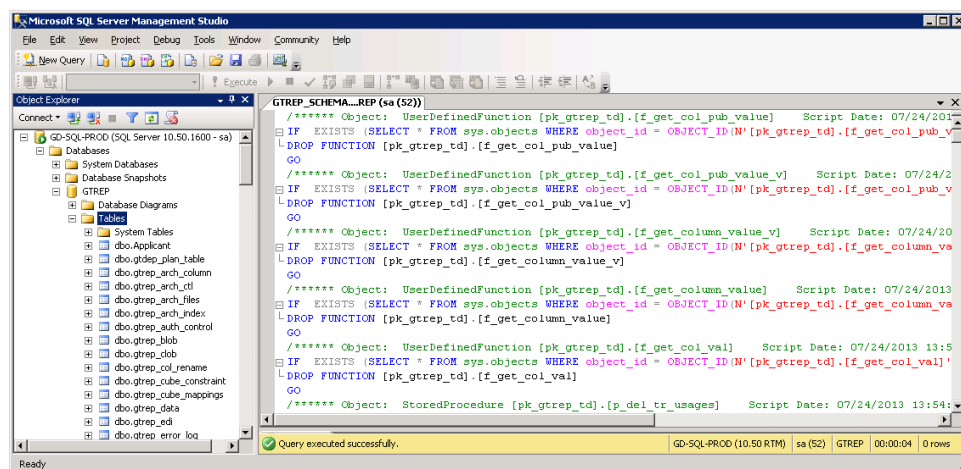 Microsoft SQL Server Management Studio
File Edit View Project Debug Tools Window Community Help
New Query
Execute
Object Explorer
Connect
GD-SQL-PROD (SQL Server 10.50.1600 - sa)
Databases
System Databases
Database Snapshots
GTREP
Database Diagrams
Tables
System Tables
dbo.Applicant
dbo.gtdep_plan_table
dbo.gtrep_arch_column
dbo.gtrep_arch_ctl
dbo.gtrep_arch_files
dbo.gtrep_arch_index
dbo.gtrep_auth_control
dbo.gtrep_blob
dbo.gtrep_clob
dbo.gtrep_col_rename
dbo.gtrep_cube_constraint
dbo.gtrep_cube_mappings
dbo.gtrep_data
dbo.gtrep_edi
dbo.gtrep_error_log
GTREP_SCHEMA....REP (sa (52))
/****** Object: UserDefinedFunction [pk_gtrep_td].[f_get_col_pub_value] Script Date: 07/24/201
IF EXISTS (SELECT * FROM sys.objects WHERE object_id = OBJECT_ID(N'[pk_gtrep_td].[f_get_col_pub_v
DROP FUNCTION [pk_gtrep_td].[f_get_col_pub_value]
GO
/****** Object: UserDefinedFunction [pk_gtrep_td].[f_get_col_pub_value_v] Script Date: 07/24/2
IF EXISTS (SELECT * FROM sys.objects WHERE object_id = OBJECT_ID(N'[pk_gtrep_td].[f_get_col_pub_v
DROP FUNCTION [pk_gtrep_td].[f_get_col_pub_value_v]
GO
/****** Object: UserDefinedFunction [pk_gtrep_td].[f_get_column_value_v] Script Date: 07/24/20
IF EXISTS (SELECT * FROM sys.objects WHERE object_id = OBJECT_ID(N'[pk_gtrep_td].[f_get_column_va
DROP FUNCTION [pk_gtrep_td].[f_get_column_value_v]
GO
/****** Object: UserDefinedFunction [pk_gtrep_td].[f_get_column_value] Script Date: 07/24/2013
IF EXISTS (SELECT * FROM sys.objects WHERE object_id = OBJECT_ID(N'[pk_gtrep_td].[f_get_column_va
DROP FUNCTION [pk_gtrep_td].[f_get_column_value]
GO
/****** Object: UserDefinedFunction [pk_gtrep_td].[f_get_col_val] Script Date: 07/24/2013 13:5
IF EXISTS (SELECT * FROM sys.objects WHERE object_id = OBJECT_ID(N'[pk_gtrep_td].[f_get_col_val]'
DROP FUNCTION [pk_gtrep_td].[f_get_col_val]
GO
/****** Object: StoredProcedure [pk_gtrep_td].[p_del_tr_usages] Script Date: 07/24/2013 13:54:
Query executed successfully. GD-SQL-PROD (10.50 RTM) sa (52) GTREP 00:00:04 0 rows
Ready